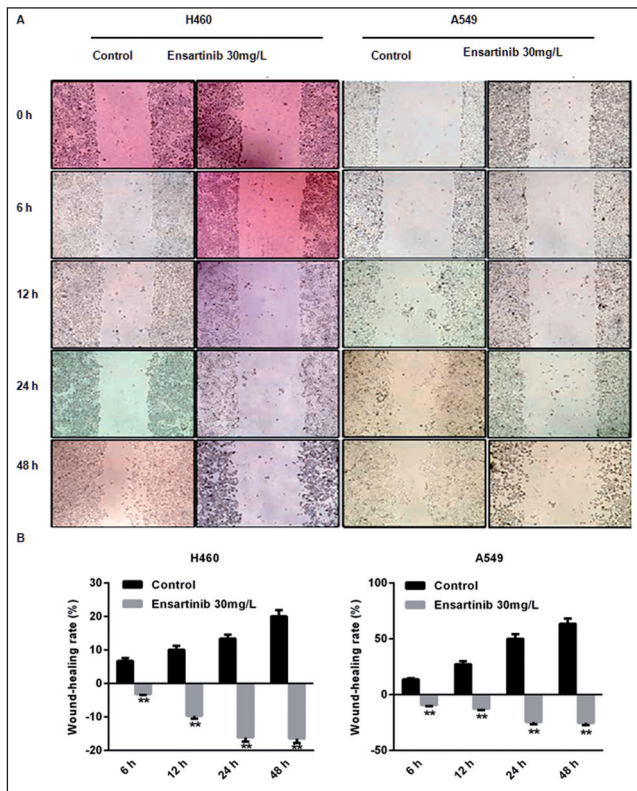 A
H460
A549
Control
Ensartinib 30mg/L
Control
Ensartinib 30mg/L
0 h
6 h
12 h
24 h
48 h
B
H460
A549
Wound-healing rate (%)
30
20
10
0
-10
-20
Control
Ensartinib 30mg/L
**
**
**
**
6 h
12 h
24 h
48 h
Wound-healing rate (%)
100
50
0
-50
Control
Ensartinib 30mg/L
**
**
**
**
6 h
12 h
24 h
48 h